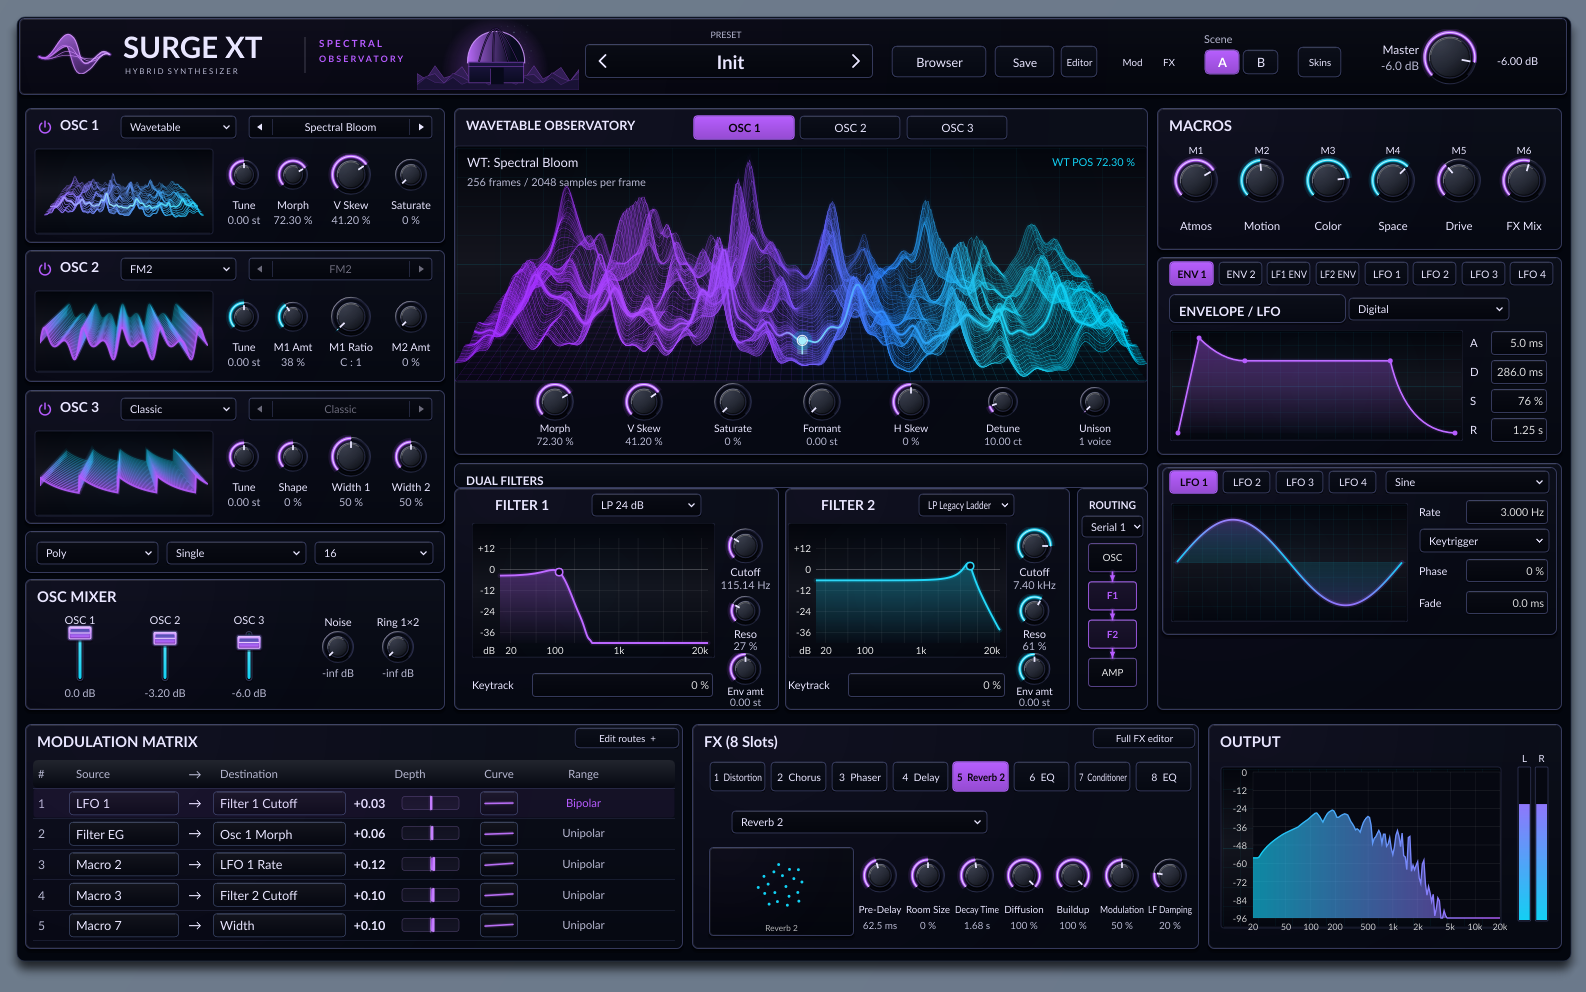 SURGE XT
HYBRID SYNTHESIZER
SPECTRAL
OBSERVATORY
PRESET
Init
Browser
Save
Editor
Mod
FX
Scene
A
B
Skins
Master
-6.0 dB
-6.00 dB
OSC 1
Wavetable
Spectral Bloom
Tune
Morph
V Skew
Saturate
0.00 st
72.30 %
41.20 %
0 %
OSC 2
FM2
FM2
Tune
M1 Amt
M1 Ratio
M2 Amt
0.00 st
38 %
C : 1
0 %
OSC 3
Classic
Classic
Tune
Shape
Width 1
Width 2
0.00 st
0 %
50 %
50 %
Poly
Single
16
OSC MIXER
OSC 1
OSC 2
OSC 3
Noise
Ring 1×2
0.0 dB
-3.20 dB
-6.0 dB
-inf dB
-inf dB
WAVETABLE OBSERVATORY
OSC 1
OSC 2
OSC 3
WT: Spectral Bloom
WT POS 72.30 %
256 frames / 2048 samples per frame
Morph
V Skew
Saturate
Formant
H Skew
Detune
Unison
72.30 %
41.20 %
0 %
0.00 st
0 %
10.00 ct
1 voice
DUAL FILTERS
FILTER 1
LP 24 dB
+12
0
-12
-24
-36
dB
20
100
1k
20k
Cutoff
115.14 Hz
Reso
27 %
Env amt
0.00 st
Keytrack
0 %
FILTER 2
LP Legacy Ladder
+12
0
-12
-24
-36
dB
20
100
1k
20k
Cutoff
7.40 kHz
Reso
61 %
Env amt
0.00 st
Keytrack
0 %
ROUTING
Serial 1
OSC
F1
F2
AMP
MACROS
M1
M2
M3
M4
M5
M6
Atmos
Motion
Color
Space
Drive
FX Mix
ENV 1
ENV 2
LF1 ENV
LF2 ENV
LFO 1
LFO 2
LFO 3
LFO 4
ENVELOPE / LFO
Digital
A
5.0 ms
D
286.0 ms
S
76 %
R
1.25 s
LFO 1
LFO 2
LFO 3
LFO 4
Sine
Rate
3.000 Hz
Keytrigger
Phase
0 %
Fade
0.0 ms
MODULATION MATRIX
Edit routes +
#
Source
→
Destination
Depth
Curve
Range
1
LFO 1
→
Filter 1 Cutoff
+0.03
Bipolar
2
Filter EG
→
Osc 1 Morph
+0.06
Unipolar
3
Macro 2
→
LFO 1 Rate
+0.12
Unipolar
4
Macro 3
→
Filter 2 Cutoff
+0.10
Unipolar
5
Macro 7
→
Width
+0.10
Unipolar
FX (8 Slots)
Full FX editor
1 Distortion
2 Chorus
3 Phaser
4 Delay
5 Reverb 2
6 EQ
7 Conditioner
8 EQ
Reverb 2
Reverb 2
Pre-Delay
Room Size
Decay Time
Diffusion
Buildup
Modulation
LF Damping
62.5 ms
0 %
1.68 s
100 %
100 %
50 %
20 %
OUTPUT
L
R
0
-12
-24
-36
-48
-60
-72
-84
-96
20
50
100
200
500
1k
2k
5k
10k
20k